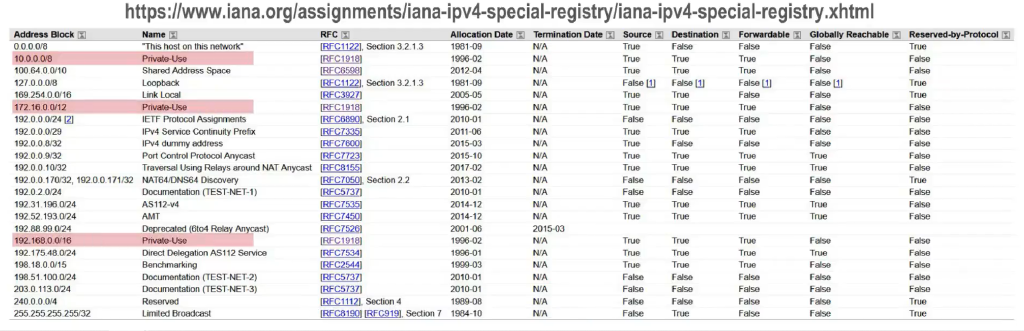 https://www.iana.org/assignments/iana-ipv4-special-registry/iana-ipv4-special-registry.xhtml
Address Block Name RFC Allocation Date Termination Date Source Destination Forwardable Globally Reachable Reserved-by-Protocol
0.0.0.0/8 "This host on this network" [RFC1122], Section 3.2.1.3 1981-09 N/A True False False False True
10.0.0.0/8 Private-Use [RFC1918] 1996-02 N/A True True True False False
100.64.0.0/10 Shared Address Space [RFC6598] 2012-04 N/A True True True False False
127.0.0.0/8 Loopback [RFC1122], Section 3.2.1.3 1981-09 N/A False [1] False [1] False [1] False [1] True
169.254.0.0/16 Link Local [RFC3927] 2005-05 N/A True True False False True
172.16.0.0/12 Private-Use [RFC1918] 1996-02 N/A True True True False False
192.0.0.0/24 [2] IETF Protocol Assignments [RFC6890], Section 2.1 2010-01 N/A False False False False False
192.0.0.0/29 IPv4 Service Continuity Prefix [RFC7335] 2011-06 N/A True True True False False
192.0.0.8/32 IPv4 dummy address [RFC7600] 2015-03 N/A True False False False False
192.0.0.9/32 Port Control Protocol Anycast [RFC7723] 2015-10 N/A True True True True False
192.0.0.10/32 Traversal Using Relays around NAT Anycast [RFC8155] 2017-02 N/A True True True True False
192.0.0.170/32, 192.0.0.171/32 NAT64/DNS64 Discovery [RFC7050], Section 2.2 2013-02 N/A False False False False True
192.0.2.0/24 Documentation (TEST-NET-1) [RFC5737] 2010-01 N/A False False False False False
192.31.196.0/24 AS112-v4 [RFC7535] 2014-12 N/A True True True True False
192.52.193.0/24 AMT [RFC7450] 2014-12 N/A True True True True False
192.88.99.0/24 Deprecated (6to4 Relay Anycast) [RFC7526] 2001-06 2015-03
192.168.0.0/16 Private-Use [RFC1918] 1996-02 N/A True True True False False
192.175.48.0/24 Direct Delegation AS112 Service [RFC7534] 1996-01 N/A True True True True False
198.18.0.0/15 Benchmarking [RFC2544] 1999-03 N/A True True True False False
198.51.100.0/24 Documentation (TEST-NET-2) [RFC5737] 2010-01 N/A False False False False False
203.0.113.0/24 Documentation (TEST-NET-3) [RFC5737] 2010-01 N/A False False False False False
240.0.0.0/4 Reserved [RFC1112], Section 4 1989-08 N/A False False False False True
255.255.255.255/32 Limited Broadcast [RFC8190] [RFC919], Section 7 1984-10 N/A False True False False True